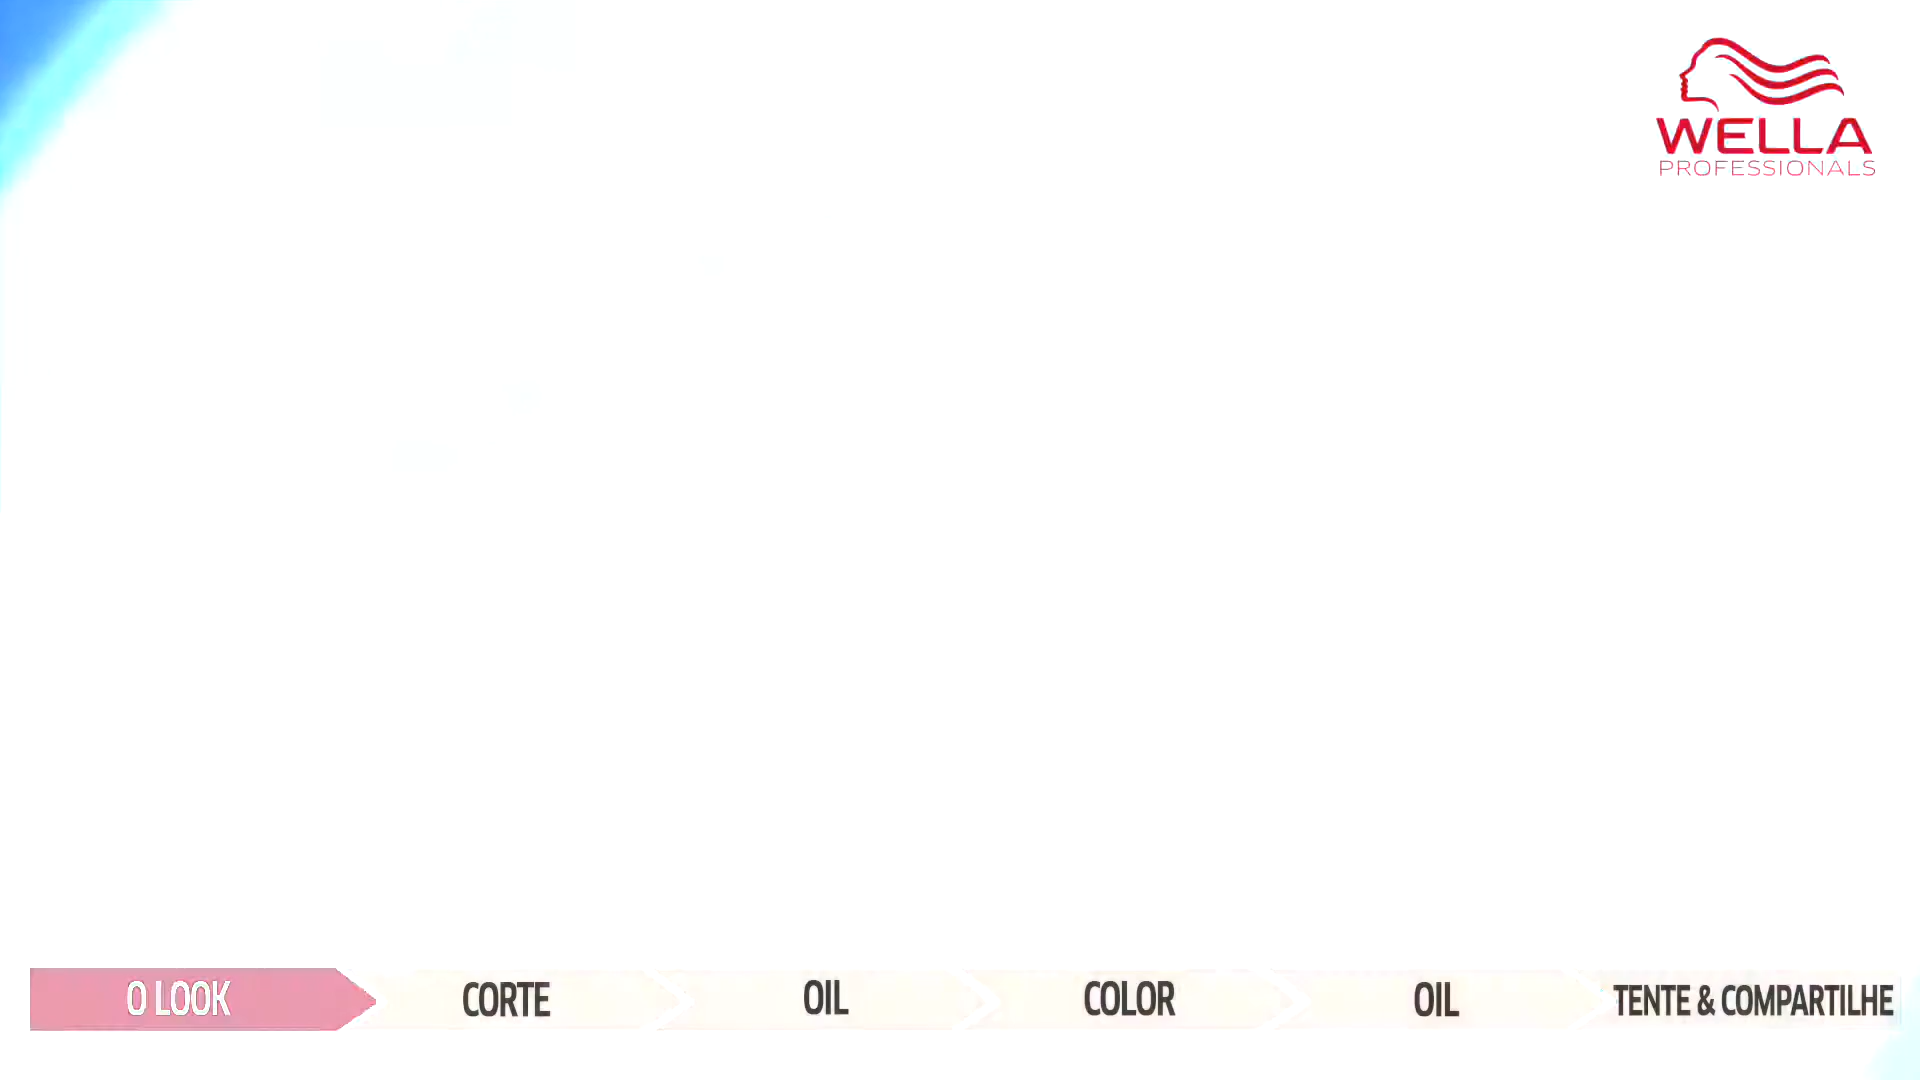 WELLA
PROFESSIONALS
O LOOK
CORTE
OIL
COLOR
OIL
TENTE & COMPARTILHE